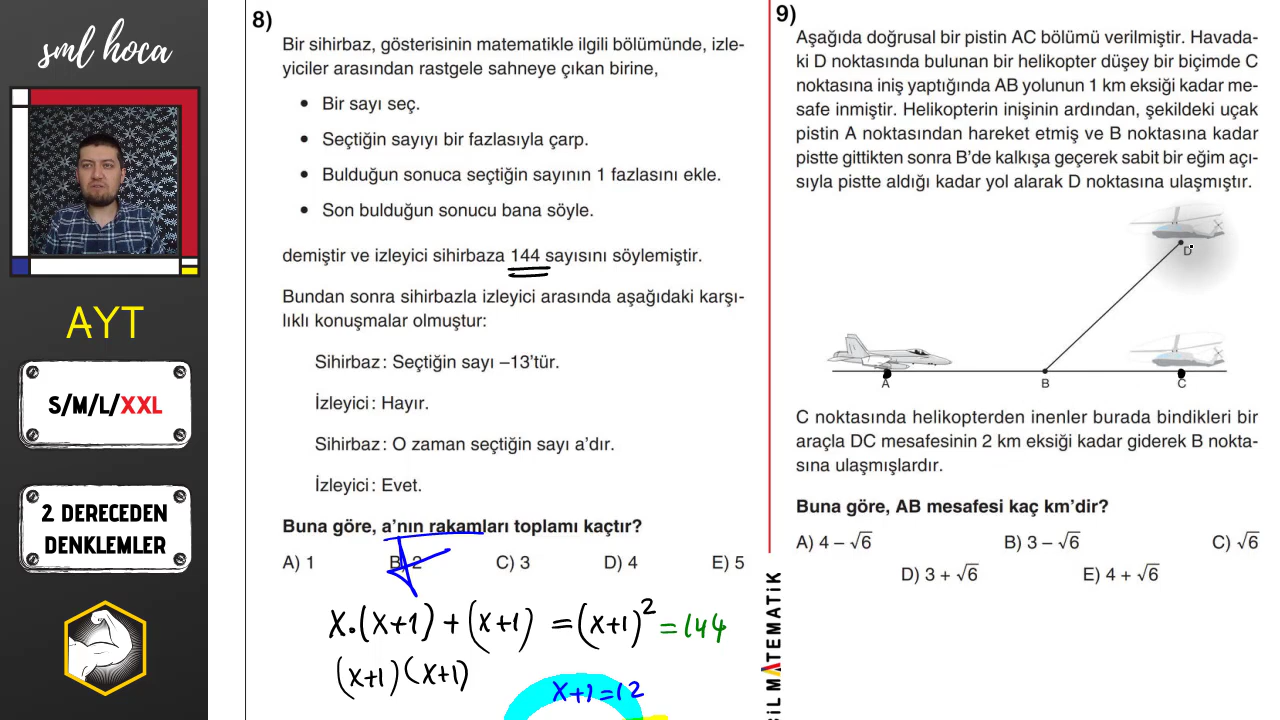 sml hoca
AYT
S/M/L/XXL
2. DERECEDEN
DENKLEMLER
8)
Bir sihirbaz, gösterisinin matematikle ilgili bölümünde, izle-
yiciler arasından rastgele sahneye çıkan birine,
• Bir sayı seç.
• Seçtiğin sayıyı bir fazlasıyla çarp.
• Bulduğun sonuca seçtiğin sayının 1 fazlasını ekle.
• Son bulduğun sonucu bana söyle.
demiştir ve izleyici sihirbaza 144 sayısını söylemiştir.
Bundan sonra sihirbazla izleyici arasında aşağıdaki karşı-
lıklı konuşmalar olmuştur:
Sihirbaz : Seçtiğin sayı –13'tür.
İzleyici : Hayır.
Sihirbaz : O zaman seçtiğin sayı a'dır.
İzleyici : Evet.
Buna göre, a'nın rakamları toplamı kaçtır?
A) 1 B) 2 C) 3 D) 4 E) 5
x.(x+1) + (x+1) = (x+1)² = 144
(x+1)(x+1)
x+1=12
9)
Aşağıda doğrusal bir pistin AC bölümü verilmiştir. Havada-
ki D noktasında bulunan bir helikopter düşey bir biçimde C
noktasına iniş yaptığında AB yolunun 1 km eksiği kadar me-
safe inmiştir. Helikopterin inişinin ardından, şekildeki uçak
pistin A noktasından hareket etmiş ve B noktasına kadar
pistte gittikten sonra B'de kalkışa geçerek sabit bir eğim açı-
sıyla pistte aldığı kadar yol alarak D noktasına ulaşmıştır.
D
A B C
C noktasında helikopterden inenler burada bindikleri bir
araçla DC mesafesinin 2 km eksiği kadar giderek B nokta-
sına ulaşmışlardır.
Buna göre, AB mesafesi kaç km'dir?
A) 4 – √6 B) 3 – √6 C) √6
D) 3 + √6 E) 4 + √6
BİLMATEMATİK